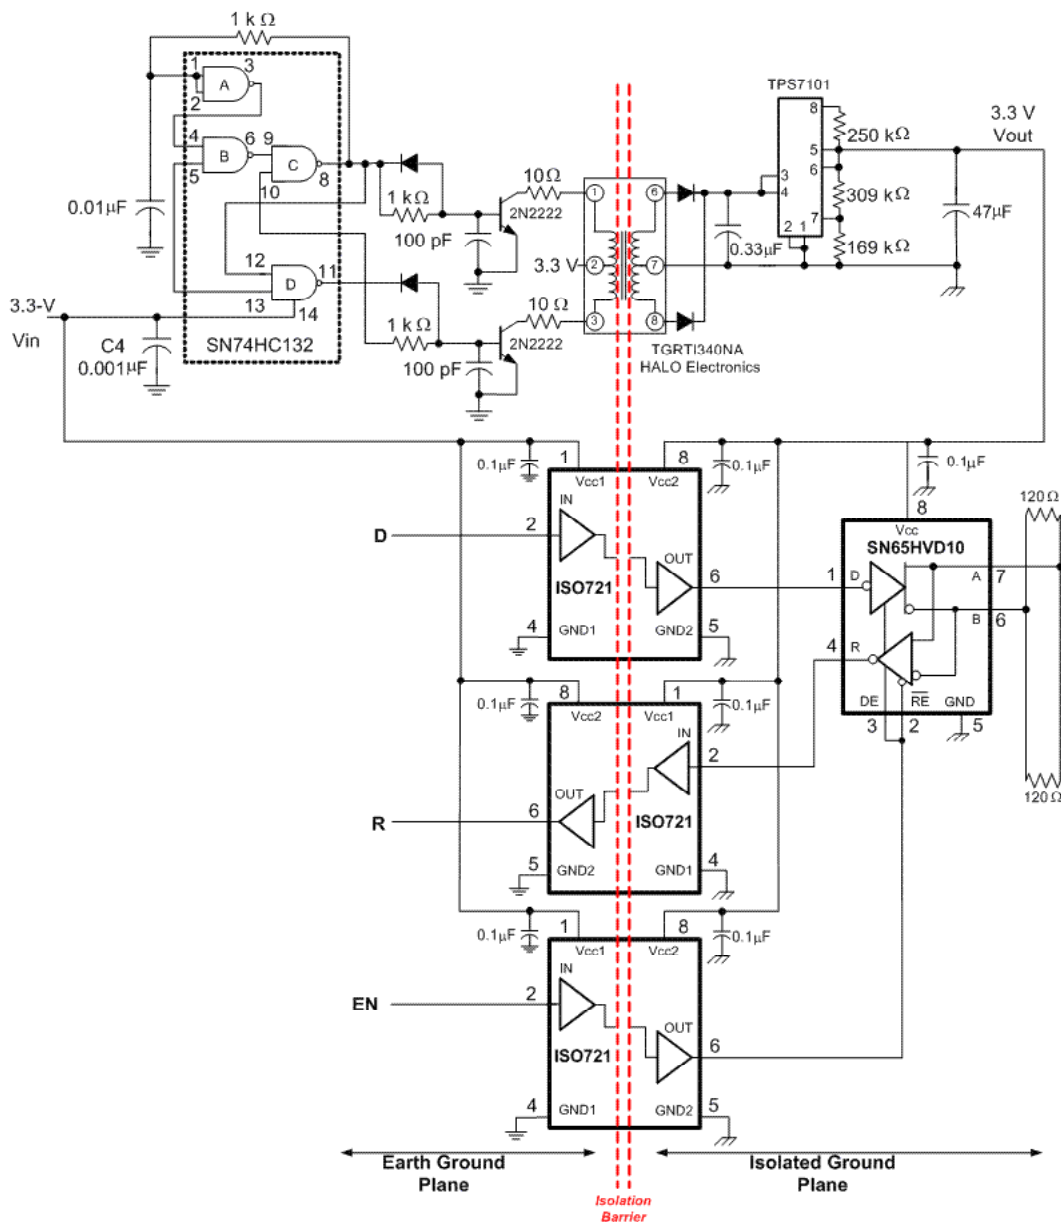 1 k Ω
1
2
3
A
4
5
6
B
9
10
C
8
0.01µF
12
13
D
11
14
SN74HC132
3.3-V
Vin
C4
0.001µF
1 kΩ
100 pF
2N2222
10Ω
1 kΩ
100 pF
2N2222
10 Ω
3.3 V
1
2
3
6
7
8
TGRTI340NA
HALO Electronics
TPS7101
8
5
6
3
4
7
2
1
250 kΩ
309 kΩ
169 kΩ
0.33µF
47µF
3.3 V
Vout
0.1µF
1
8
0.1µF
Vcc1
Vcc2
IN
D
2
OUT
6
ISO721
4
GND1
GND2
5
0.1µF
8
Vcc
SN65HVD10
120Ω
1
D
A
7
B
6
4
R
DE
RE
GND
3
2
5
120Ω
0.1µF
8
1
0.1µF
Vcc2
Vcc1
IN
2
OUT
R
6
ISO721
5
GND2
GND1
4
0.1µF
1
8
0.1µF
Vcc1
Vcc2
IN
EN
2
OUT
6
ISO721
4
GND1
GND2
5
Earth Ground
Plane
Isolated Ground
Plane
Isolation
Barrier